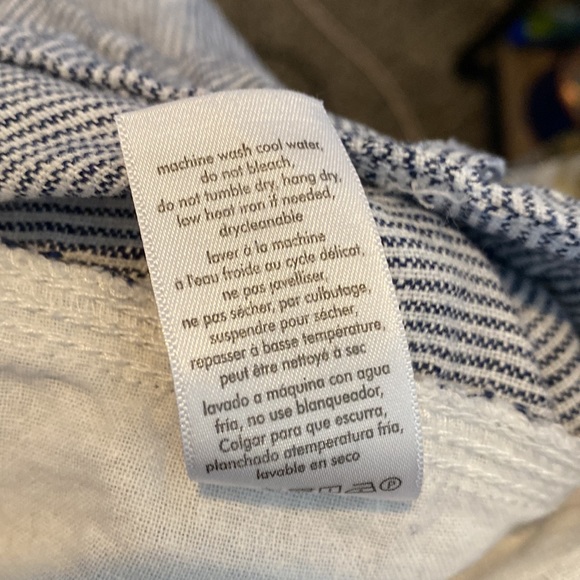 machine wash cool water,
do not bleach,
do not tumble dry, hang dry,
low heat iron if needed,
drycleanable
laver à la machine
a l'eau froide au cycle délicat,
ne pas javelliser,
ne pas sécher, par culbutage,
suspendre pour sécher,
repasser à basse température,
peut être nettoyé à sec
lavado a máquina con agua
fría, no use blanqueador,
Colgar para que escurra,
planchado atemperatura fría,
lavable en seco
P